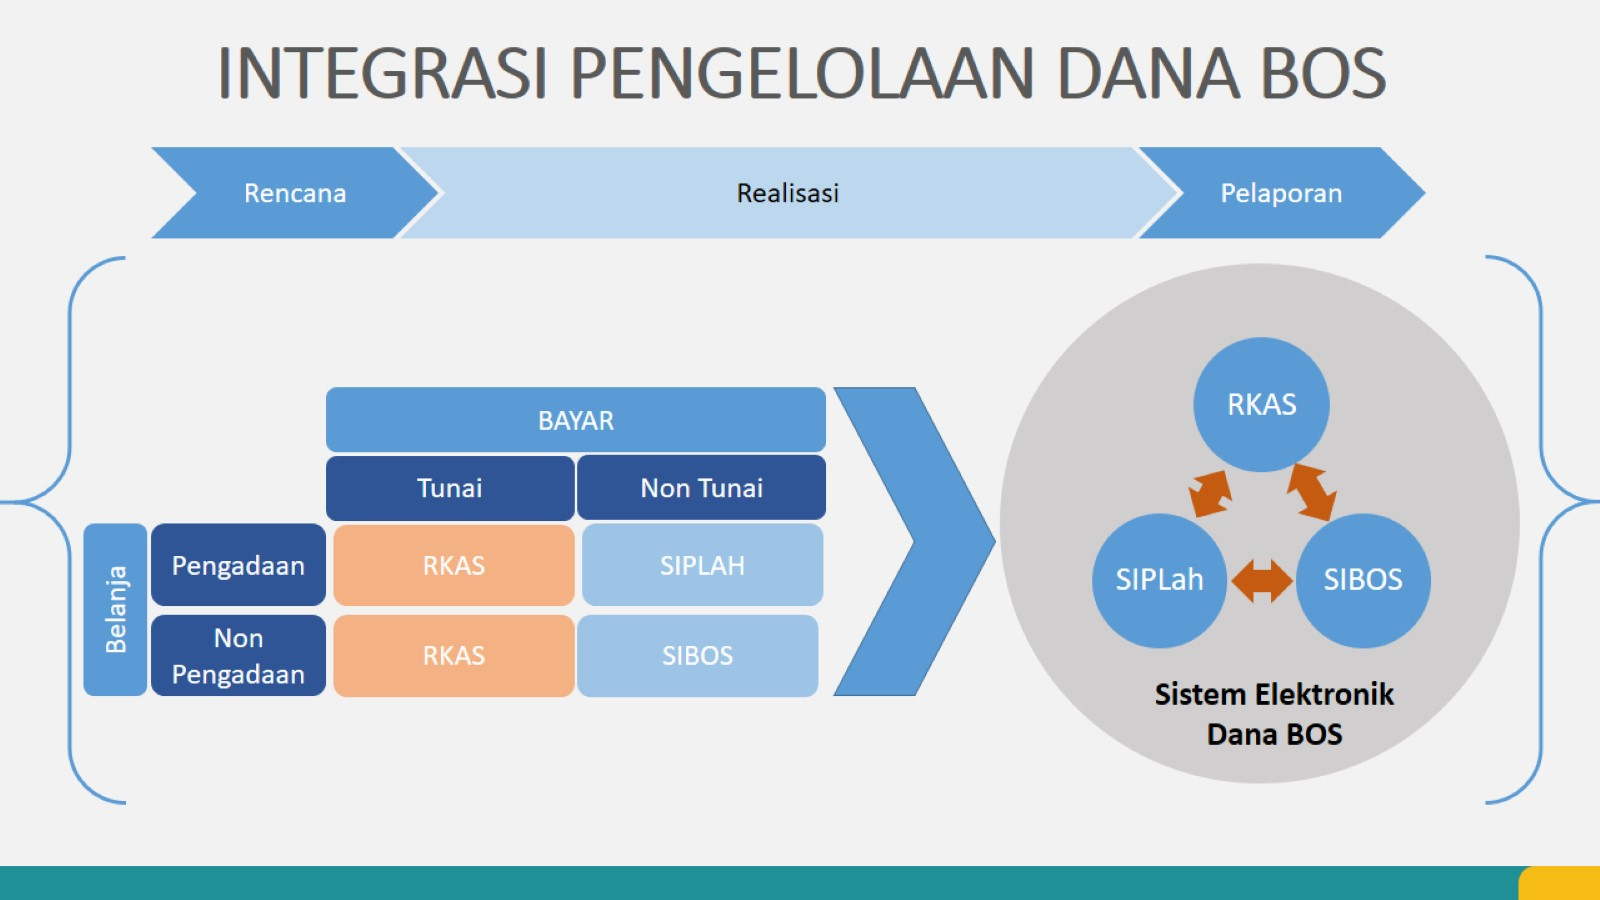 INTEGRASI PENGELOLAAN DANA BOS
Rencana
Realisasi
Pelaporan
BAYAR
Tunai
Non Tunai
Belanja
Pengadaan
RKAS
SIPLAH
Non
Pengadaan
RKAS
SIBOS
RKAS
SIPLah
SIBOS
Sistem Elektronik
Dana BOS